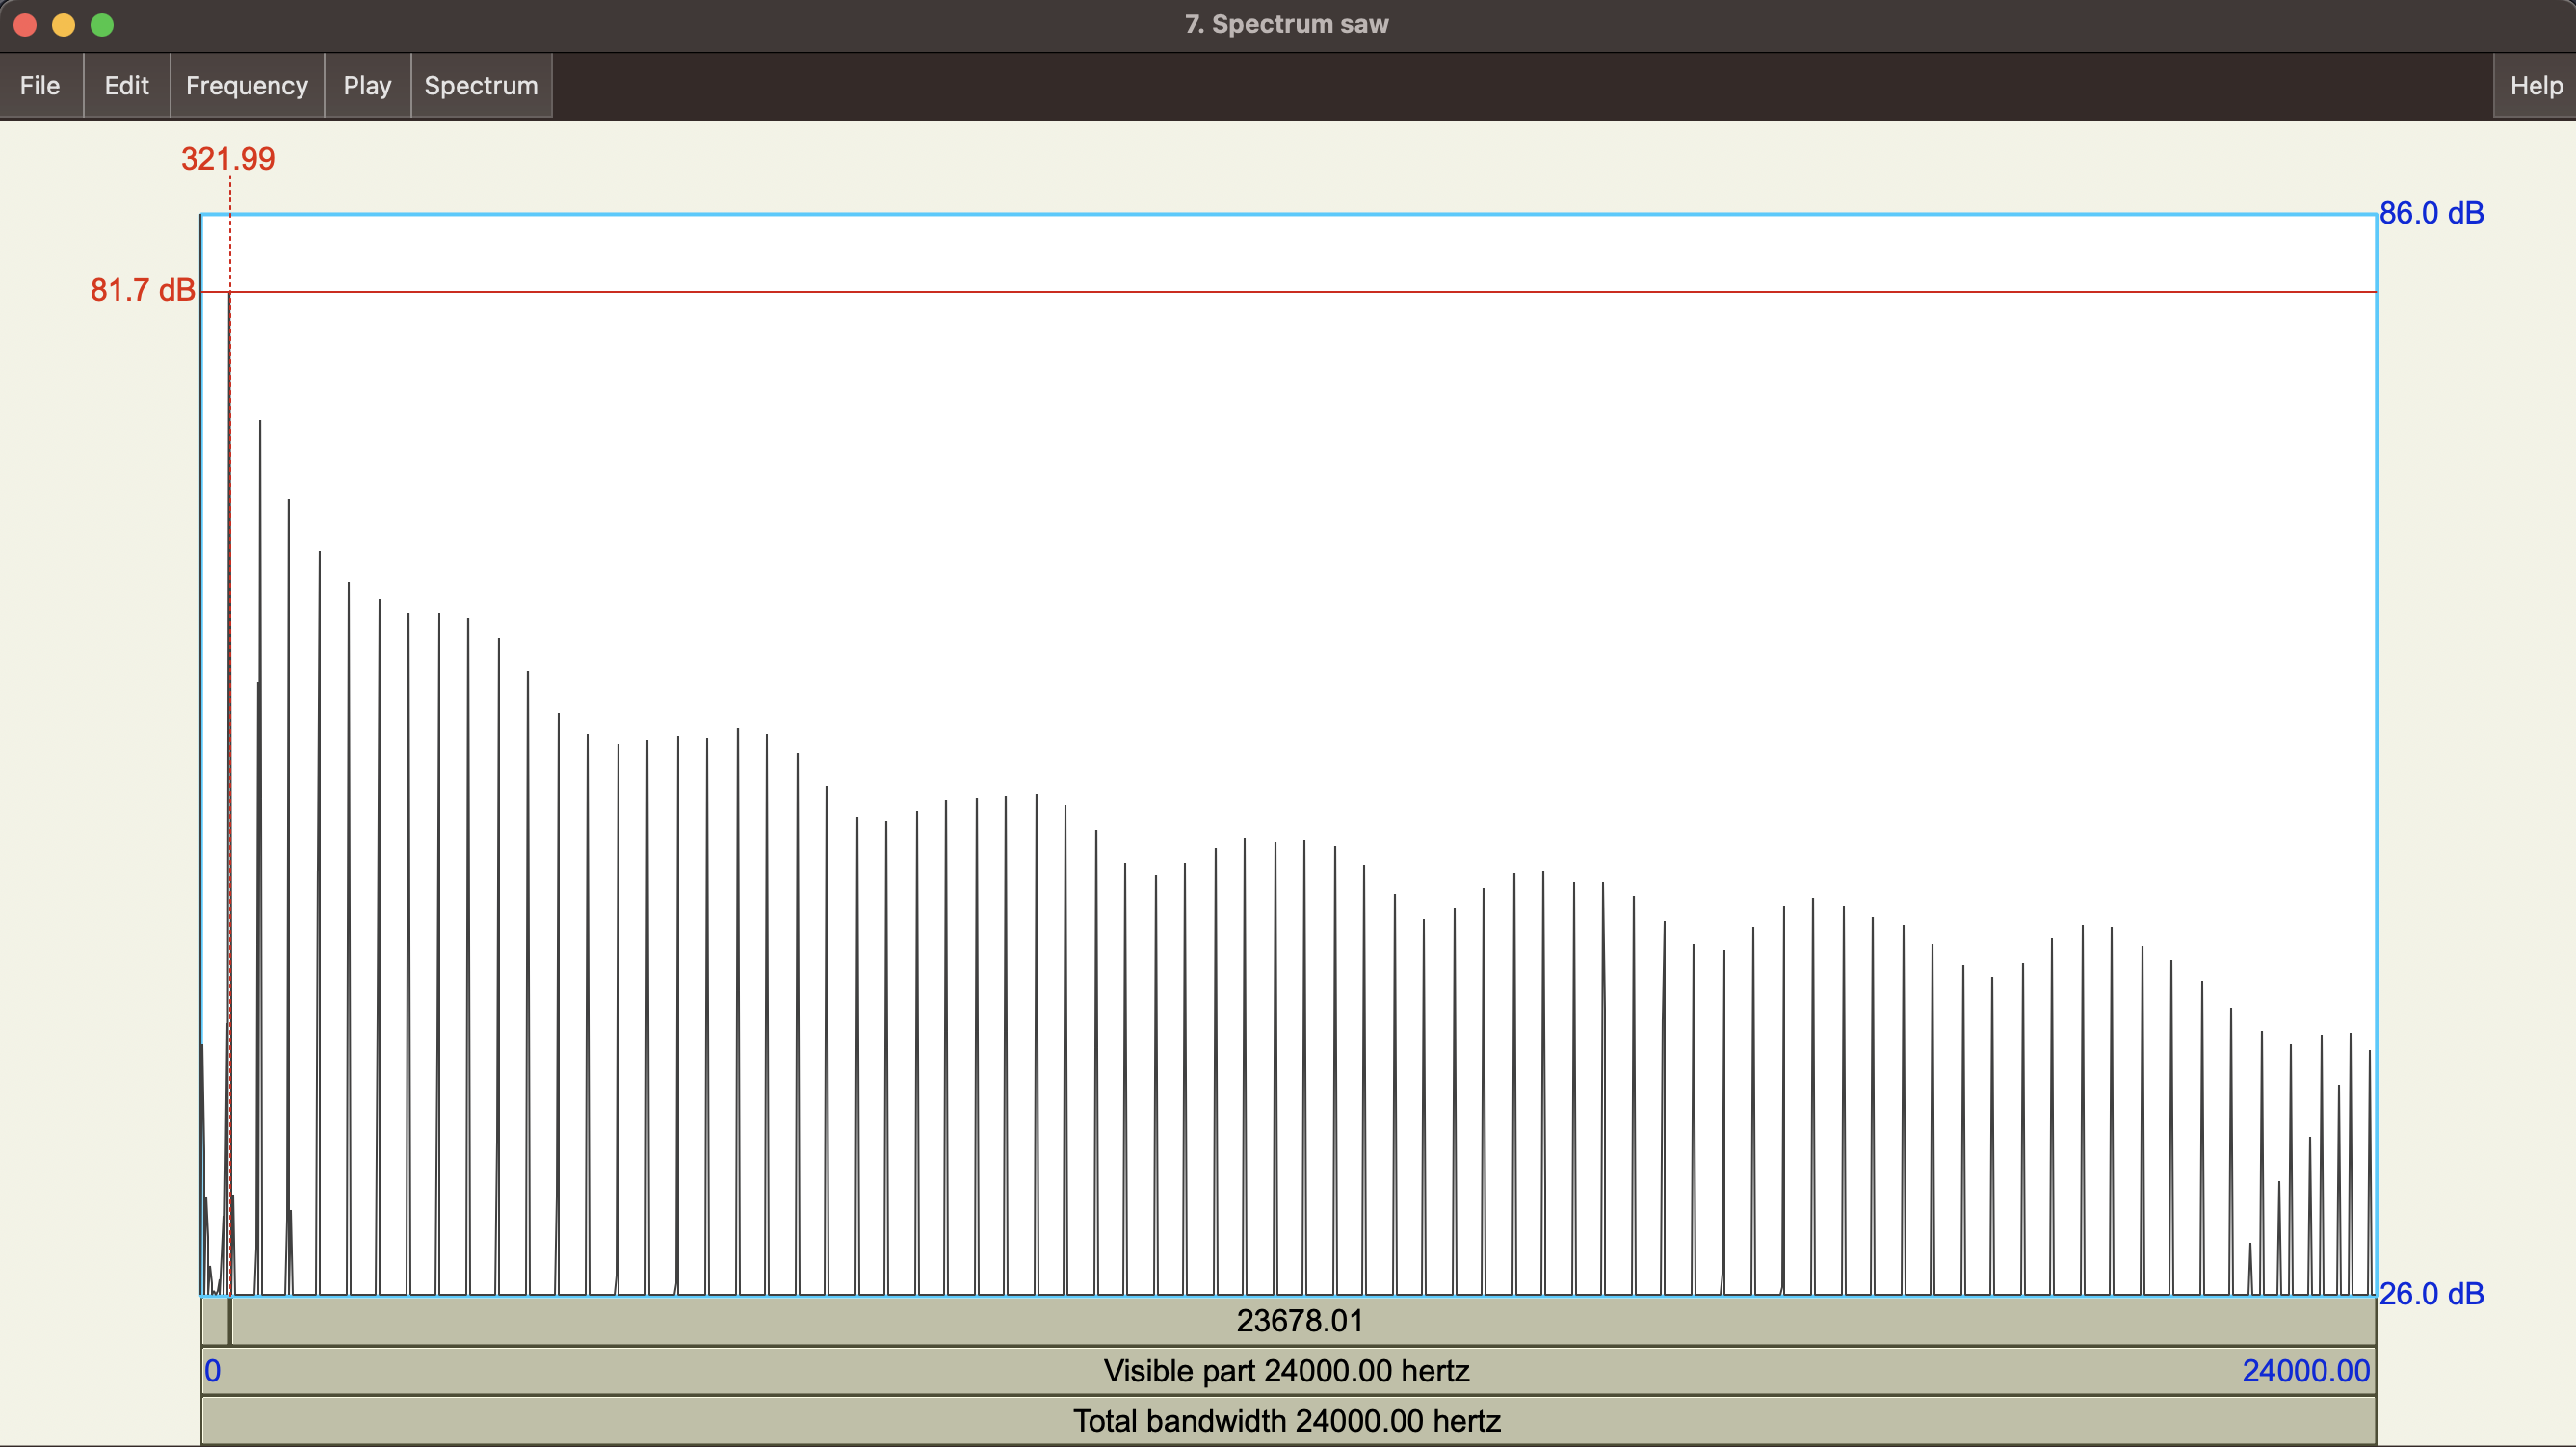 7. Spectrum saw
File Edit Frequency Play Spectrum Help
321.99
86.0 dB
81.7 dB
26.0 dB
23678.01
0 Visible part 24000.00 hertz 24000.00
Total bandwidth 24000.00 hertz